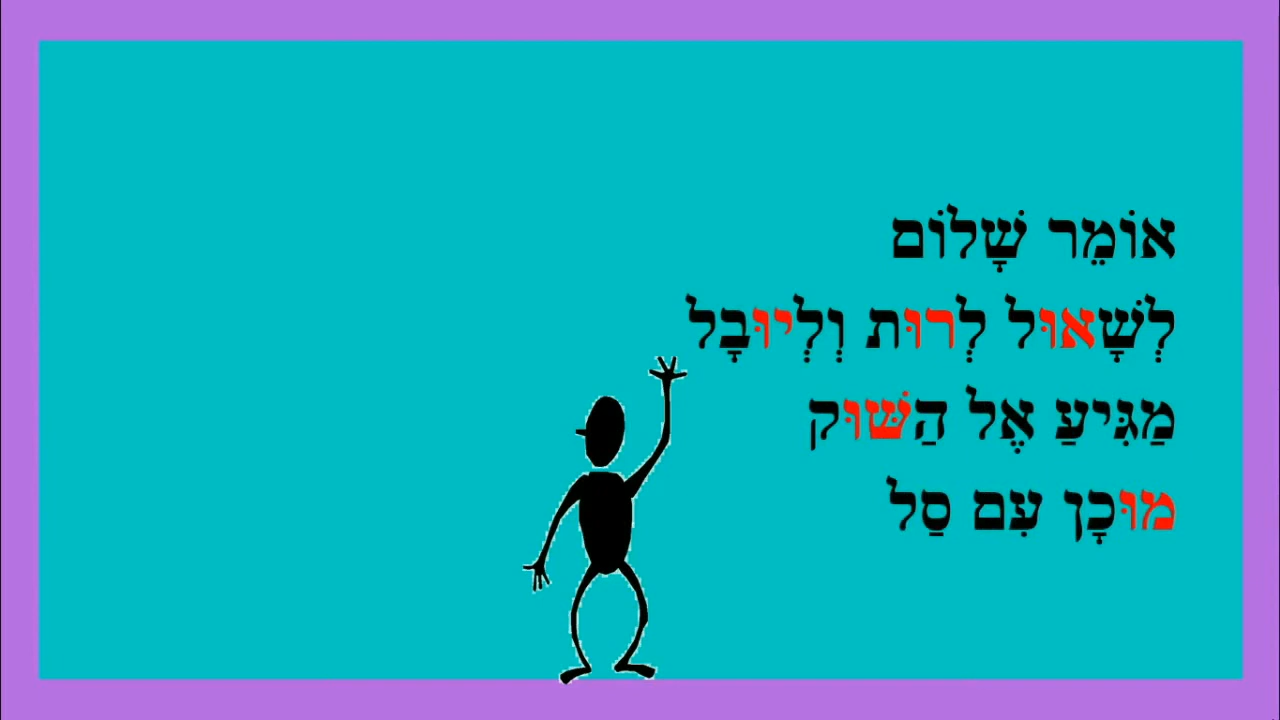 אוֹמֵר שָׁלוֹם
לְשָׁאוּל לְרוּת וְלְיוּבָל
מַגִּיעַ אֶל הַשּׁוּק
מוּכָן עִם סַל